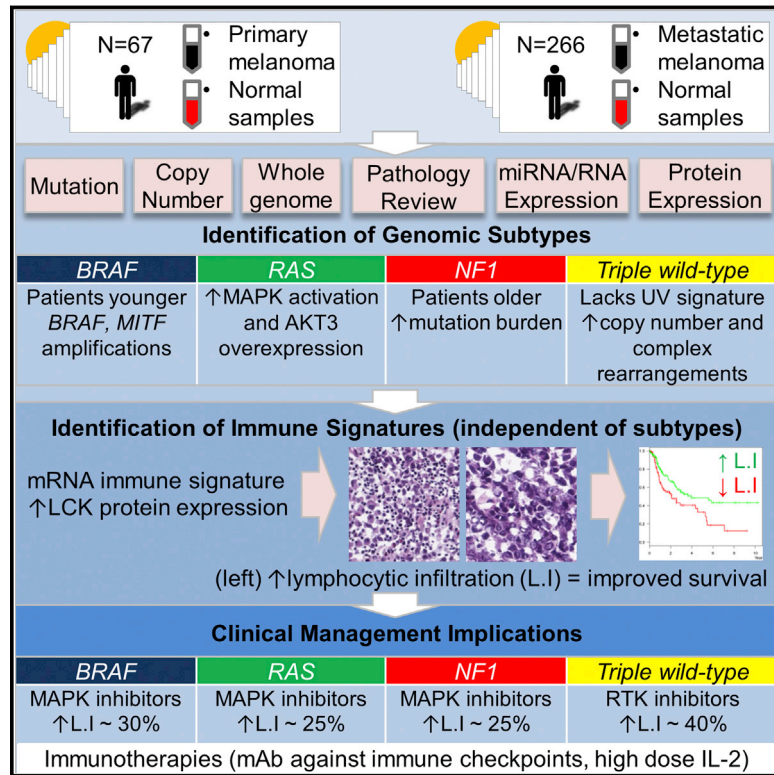 N=67
• Primary
melanoma
• Normal
samples
N=266
• Metastatic
melanoma
• Normal
samples
Mutation
Copy
Number
Whole
genome
Pathology
Review
miRNA/RNA
Expression
Protein
Expression
Identification of Genomic Subtypes
BRAF
RAS
NF1
Triple wild-type
Patients younger
BRAF, MITF
amplifications
↑MAPK activation
and AKT3
overexpression
Patients older
↑mutation burden
Lacks UV signature
↑copy number and
complex
rearrangements
Identification of Immune Signatures (independent of subtypes)
mRNA immune signature
↑LCK protein expression
↑ L.I
↓ L.I
(left) ↑lymphocytic infiltration (L.I) = improved survival
Clinical Management Implications
BRAF
RAS
NF1
Triple wild-type
MAPK inhibitors
↑L.I ~ 30%
MAPK inhibitors
↑L.I ~ 25%
MAPK inhibitors
↑L.I ~ 25%
RTK inhibitors
↑L.I ~ 40%
Immunotherapies (mAb against immune checkpoints, high dose IL-2)